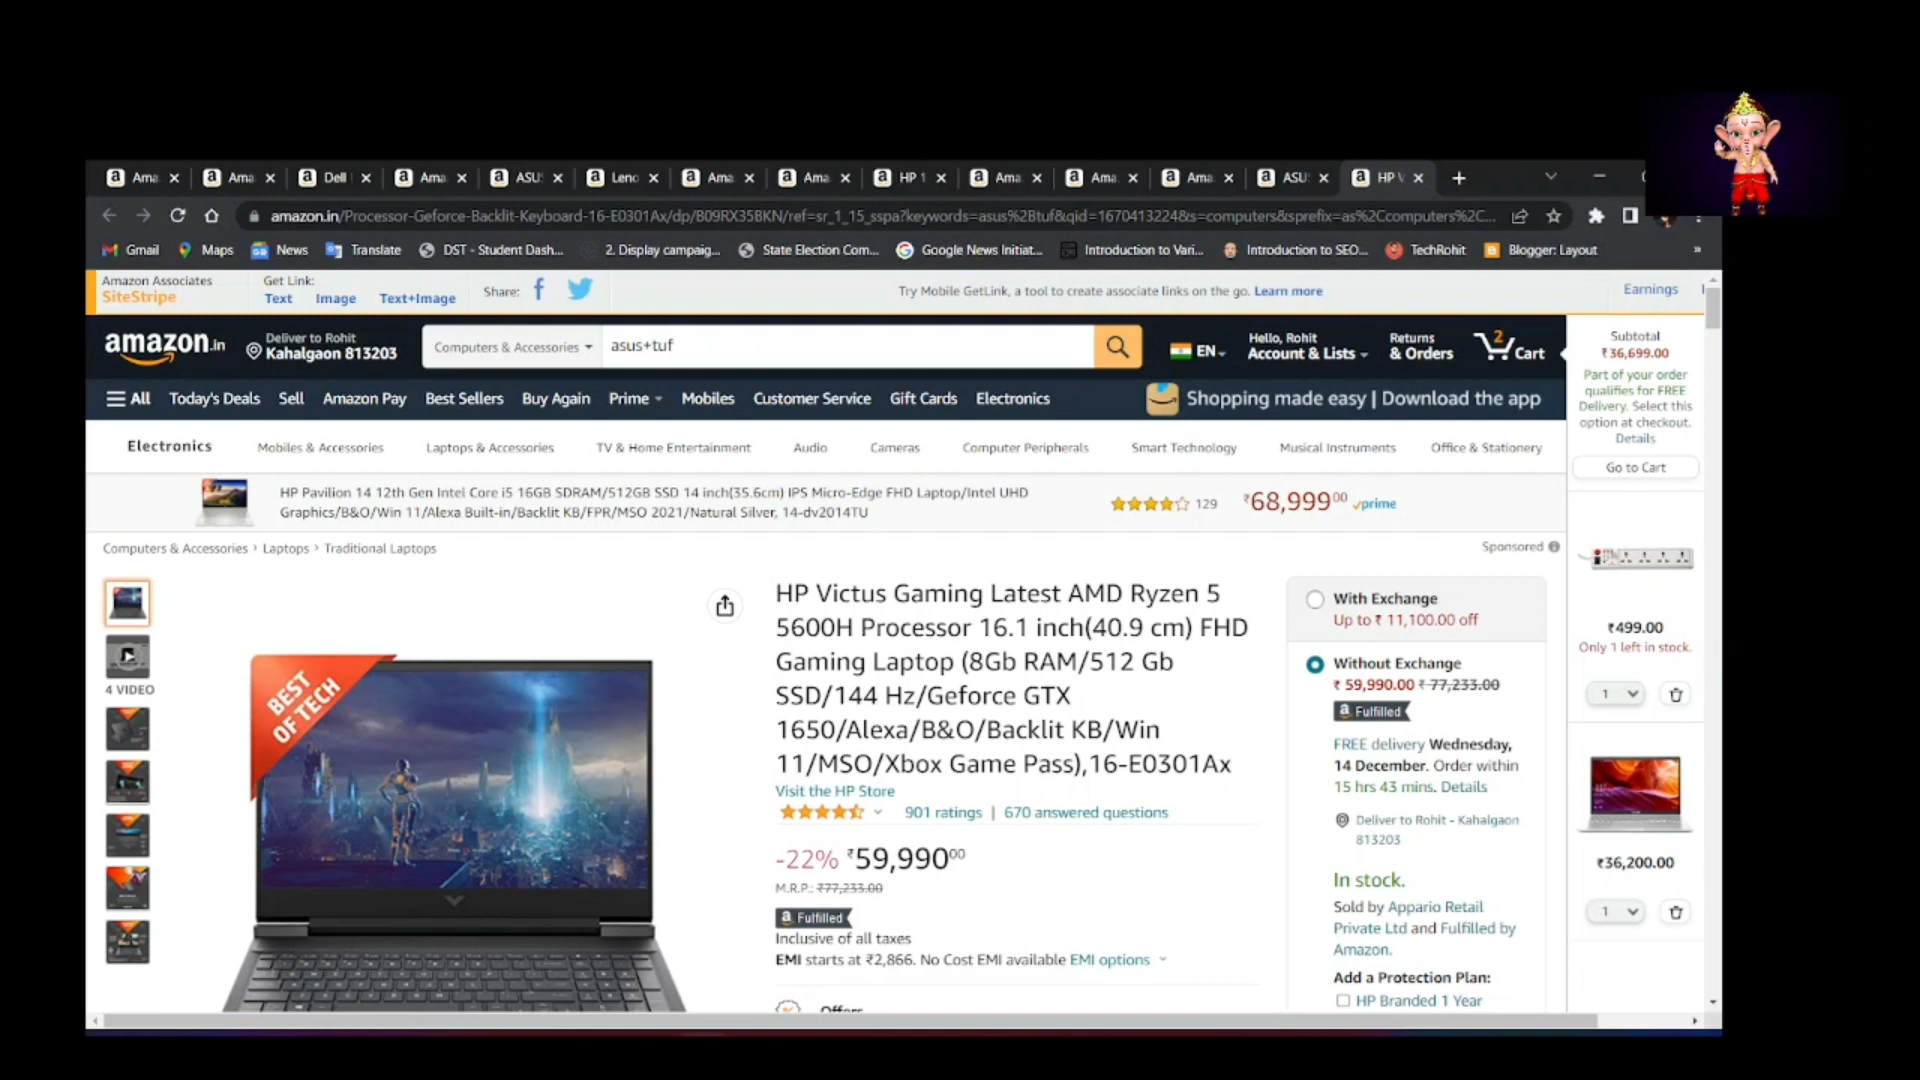 Ama
Ama
Dell
Ama
ASU
Leno
Ama
Ama
HP 1
Ama
Ama
Ama
ASU
HP V
amazon.in/Processor-Geforce-Backlit-Keyboard-16-E0301Ax/dp/B09RX35BKN/ref=sr_1_15_sspa?keywords=asus%2Btuf&qid=1670413224&s=computers&sprefix=as%2Ccomputers%2C...
Gmail
Maps
News
Translate
DST - Student Dash...
2. Display campaig...
State Election Com...
Google News Initiat...
Introduction to Vari...
Introduction to SEO...
TechRohit
Blogger: Layout
»
Amazon Associates
SiteStripe
Get Link:
Text Image Text+Image
Share:
Try Mobile GetLink, a tool to create associate links on the go. Learn more
Earnings
amazon.in
Deliver to Rohit
Kahalgaon 813203
Computers & Accessories
asus+tuf
EN
Hello, Rohit
Account & Lists
Returns
& Orders
2
Cart
All Today's Deals Sell Amazon Pay Best Sellers Buy Again Prime Mobiles Customer Service Gift Cards Electronics
Shopping made easy | Download the app
Electronics Mobiles & Accessories Laptops & Accessories TV & Home Entertainment Audio Cameras Computer Peripherals Smart Technology Musical Instruments Office & Stationery
HP Pavilion 14 12th Gen Intel Core i5 16GB SDRAM/512GB SSD 14 inch(35.6cm) IPS Micro-Edge FHD Laptop/Intel UHD
Graphics/B&O/Win 11/Alexa Built-in/Backlit KB/FPR/MSO 2021/Natural Silver, 14-dv2014TU
129
₹68,99900
prime
Computers & Accessories › Laptops › Traditional Laptops
Sponsored
4 VIDEO
BEST
OF TECH
HP Victus Gaming Latest AMD Ryzen 5
5600H Processor 16.1 inch(40.9 cm) FHD
Gaming Laptop (8Gb RAM/512 Gb
SSD/144 Hz/Geforce GTX
1650/Alexa/B&O/Backlit KB/Win
11/MSO/Xbox Game Pass),16-E0301Ax
Visit the HP Store
901 ratings | 670 answered questions
-22% ₹59,99000
M.R.P.: ₹77,233.00
a Fulfilled
Inclusive of all taxes
EMI starts at ₹2,866. No Cost EMI available EMI options
Offers
With Exchange
Up to ₹ 11,100.00 off
Without Exchange
₹ 59,990.00 ₹ 77,233.00
a Fulfilled
FREE delivery Wednesday,
14 December. Order within
15 hrs 43 mins. Details
Deliver to Rohit - Kahalgaon
813203
In stock.
Sold by Appario Retail
Private Ltd and Fulfilled by
Amazon.
Add a Protection Plan:
HP Branded 1 Year
Subtotal
₹36,699.00
Part of your order
qualifies for FREE
Delivery. Select this
option at checkout.
Details
Go to Cart
₹499.00
Only 1 left in stock.
1
₹36,200.00
1